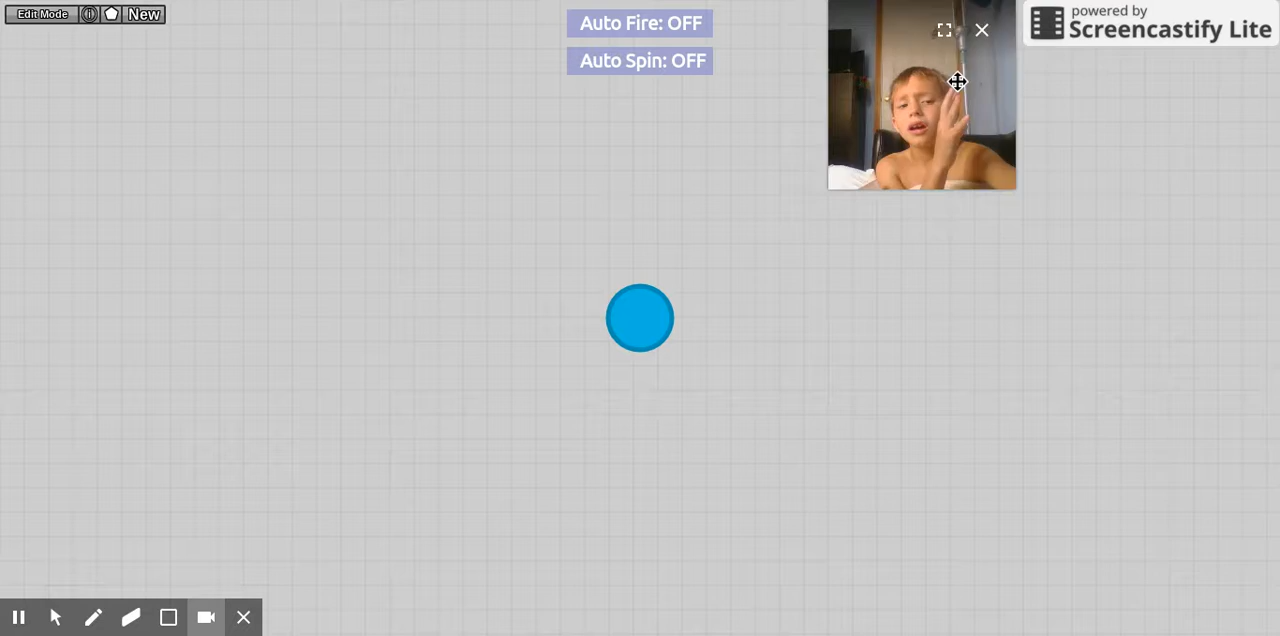 Edit Mode New
Auto Fire: OFF
Auto Spin: OFF
powered by
Screencastify Lite